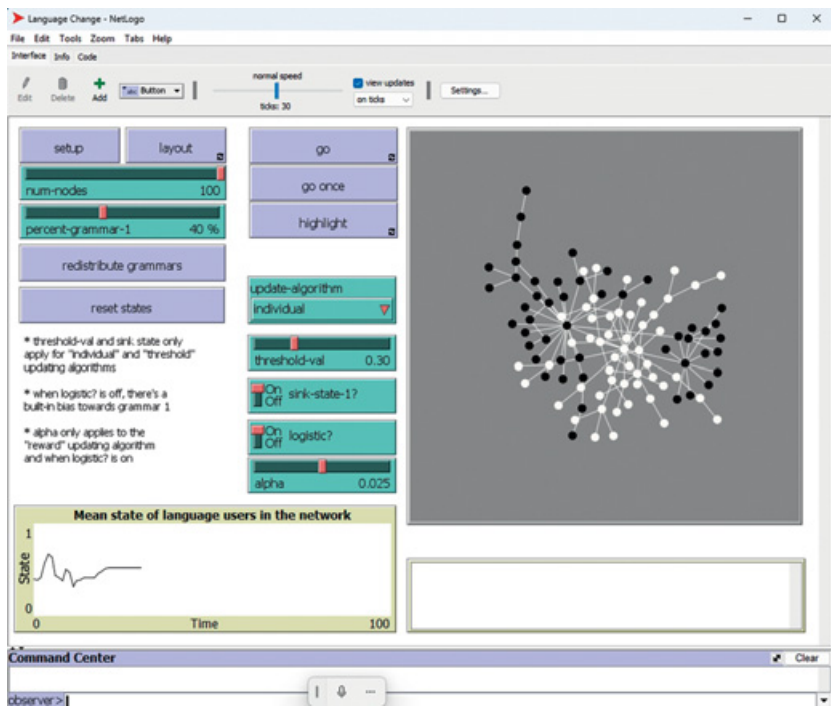 Language Change - NetLogo
File Edit Tools Zoom Tabs Help
Interface Info Code
Edit Delete Add Button normal speed ticks: 30 view updates on ticks Settings...
setup layout go
num-nodes 100 go once
percent-grammar-1 40 % highlight
redistribute grammars
reset states
update-algorithm
individual
* threshold-val and sink state only
apply for "individual" and "threshold"
updating algorithms
* when logistic? is off, there's a
built-in bias towards grammar 1
* alpha only applies to the
"reward" updating algorithm
and when logistic? is on
threshold-val 0.30
On
Off sink-state-1?
On
Off logistic?
alpha 0.025
Mean state of language users in the network
1
State
0
0 Time 100
Command Center Clear
observer>